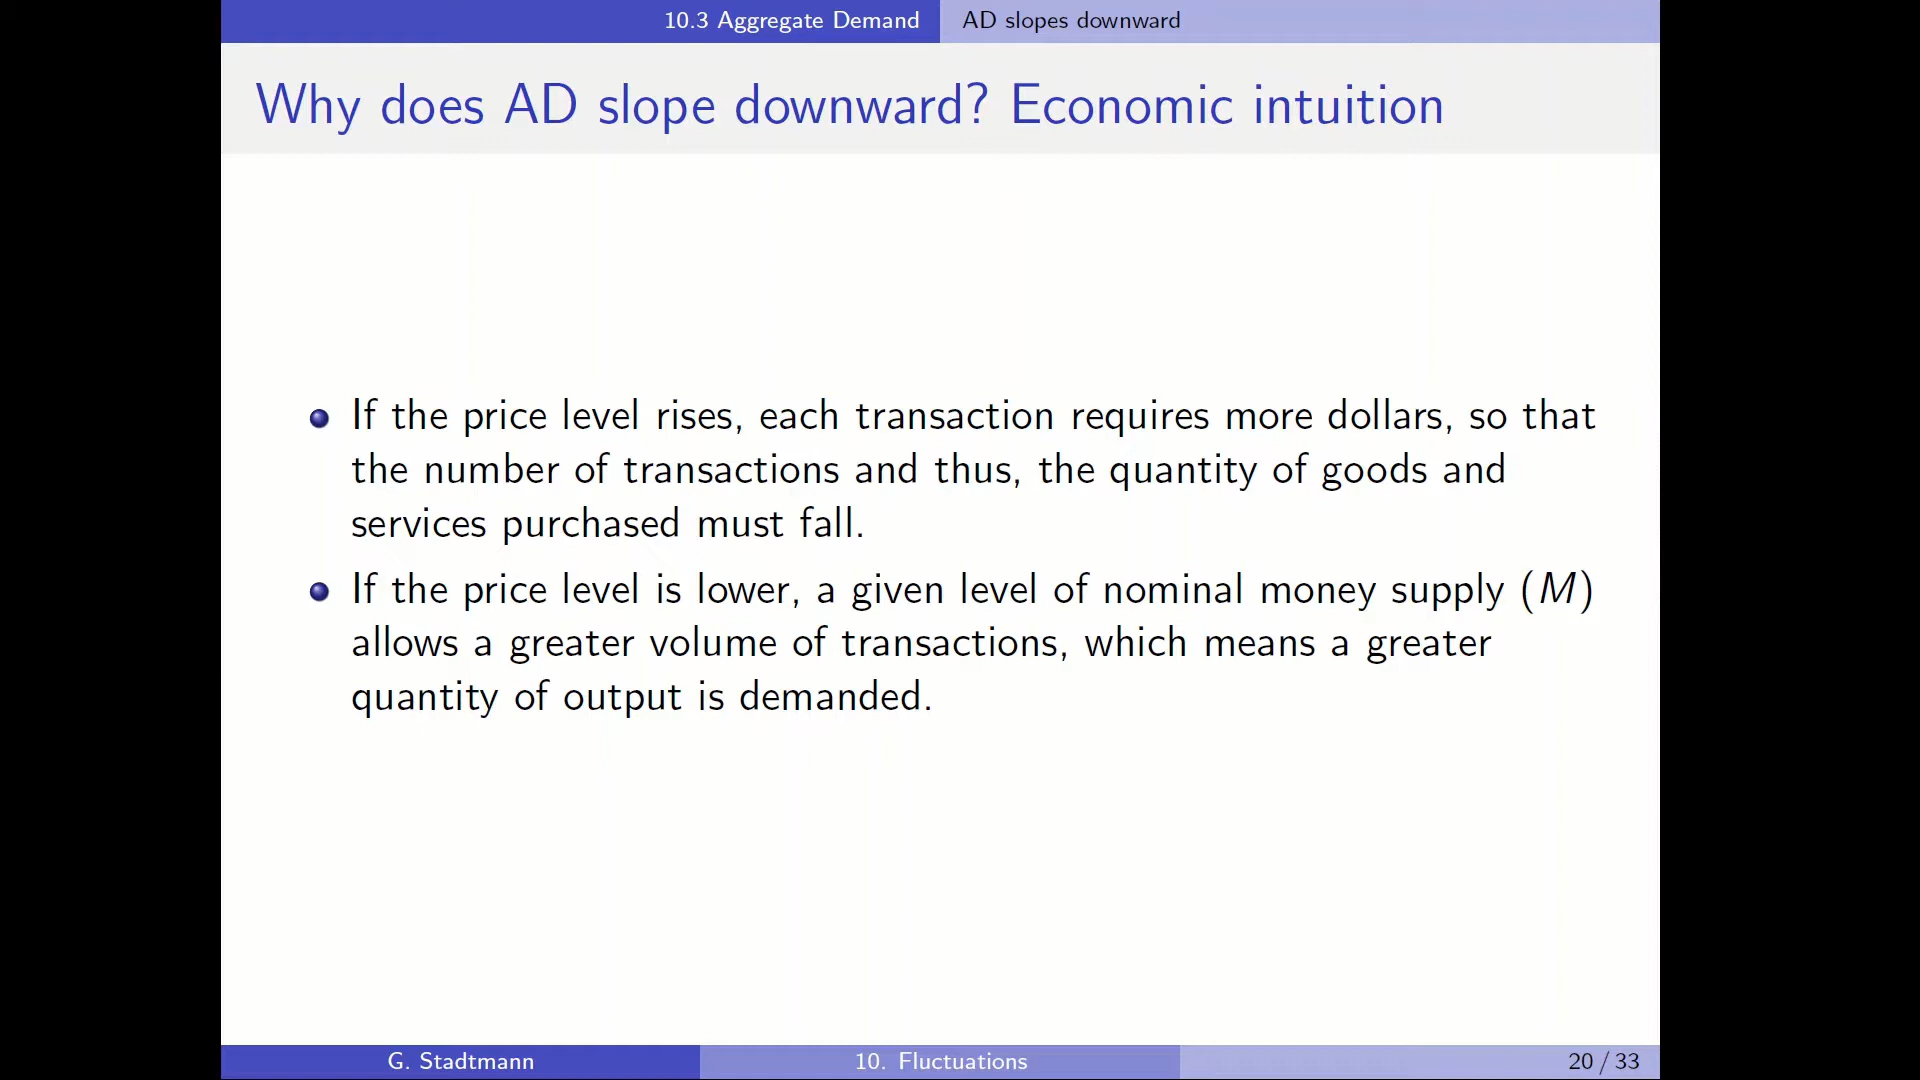 10.3 Aggregate Demand AD slopes downward
Why does AD slope downward? Economic intuition
If the price level rises, each transaction requires more dollars, so that
the number of transactions and thus, the quantity of goods and
services purchased must fall.
If the price level is lower, a given level of nominal money supply (M)
allows a greater volume of transactions, which means a greater
quantity of output is demanded.
G. Stadtmann 10. Fluctuations 20 / 33